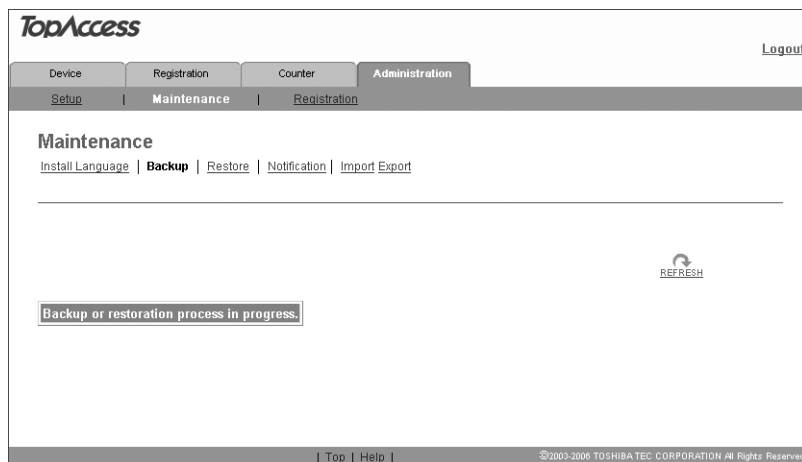 TopAccess
Logout
Device Registration Counter Administration
Setup | Maintenance | Registration
Maintenance
Install Language | Backup | Restore | Notification | Import Export
REFRESH
Backup or restoration process in progress.
| Top | Help | ©2003-2006 TOSHIBA TEC CORPORATION All Rights Reserved